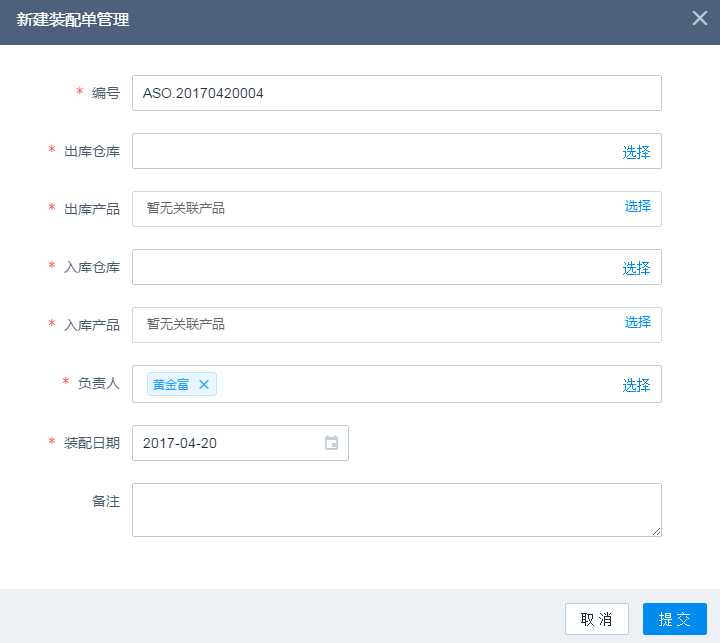 新建装配单管理
* 编号 ASO.20170420004
* 出库仓库 选择
* 出库产品 暂无关联产品 选择
* 入库仓库 选择
* 入库产品 暂无关联产品 选择
* 负责人 黄金富 选择
* 装配日期 2017-04-20
备注
取消 提交